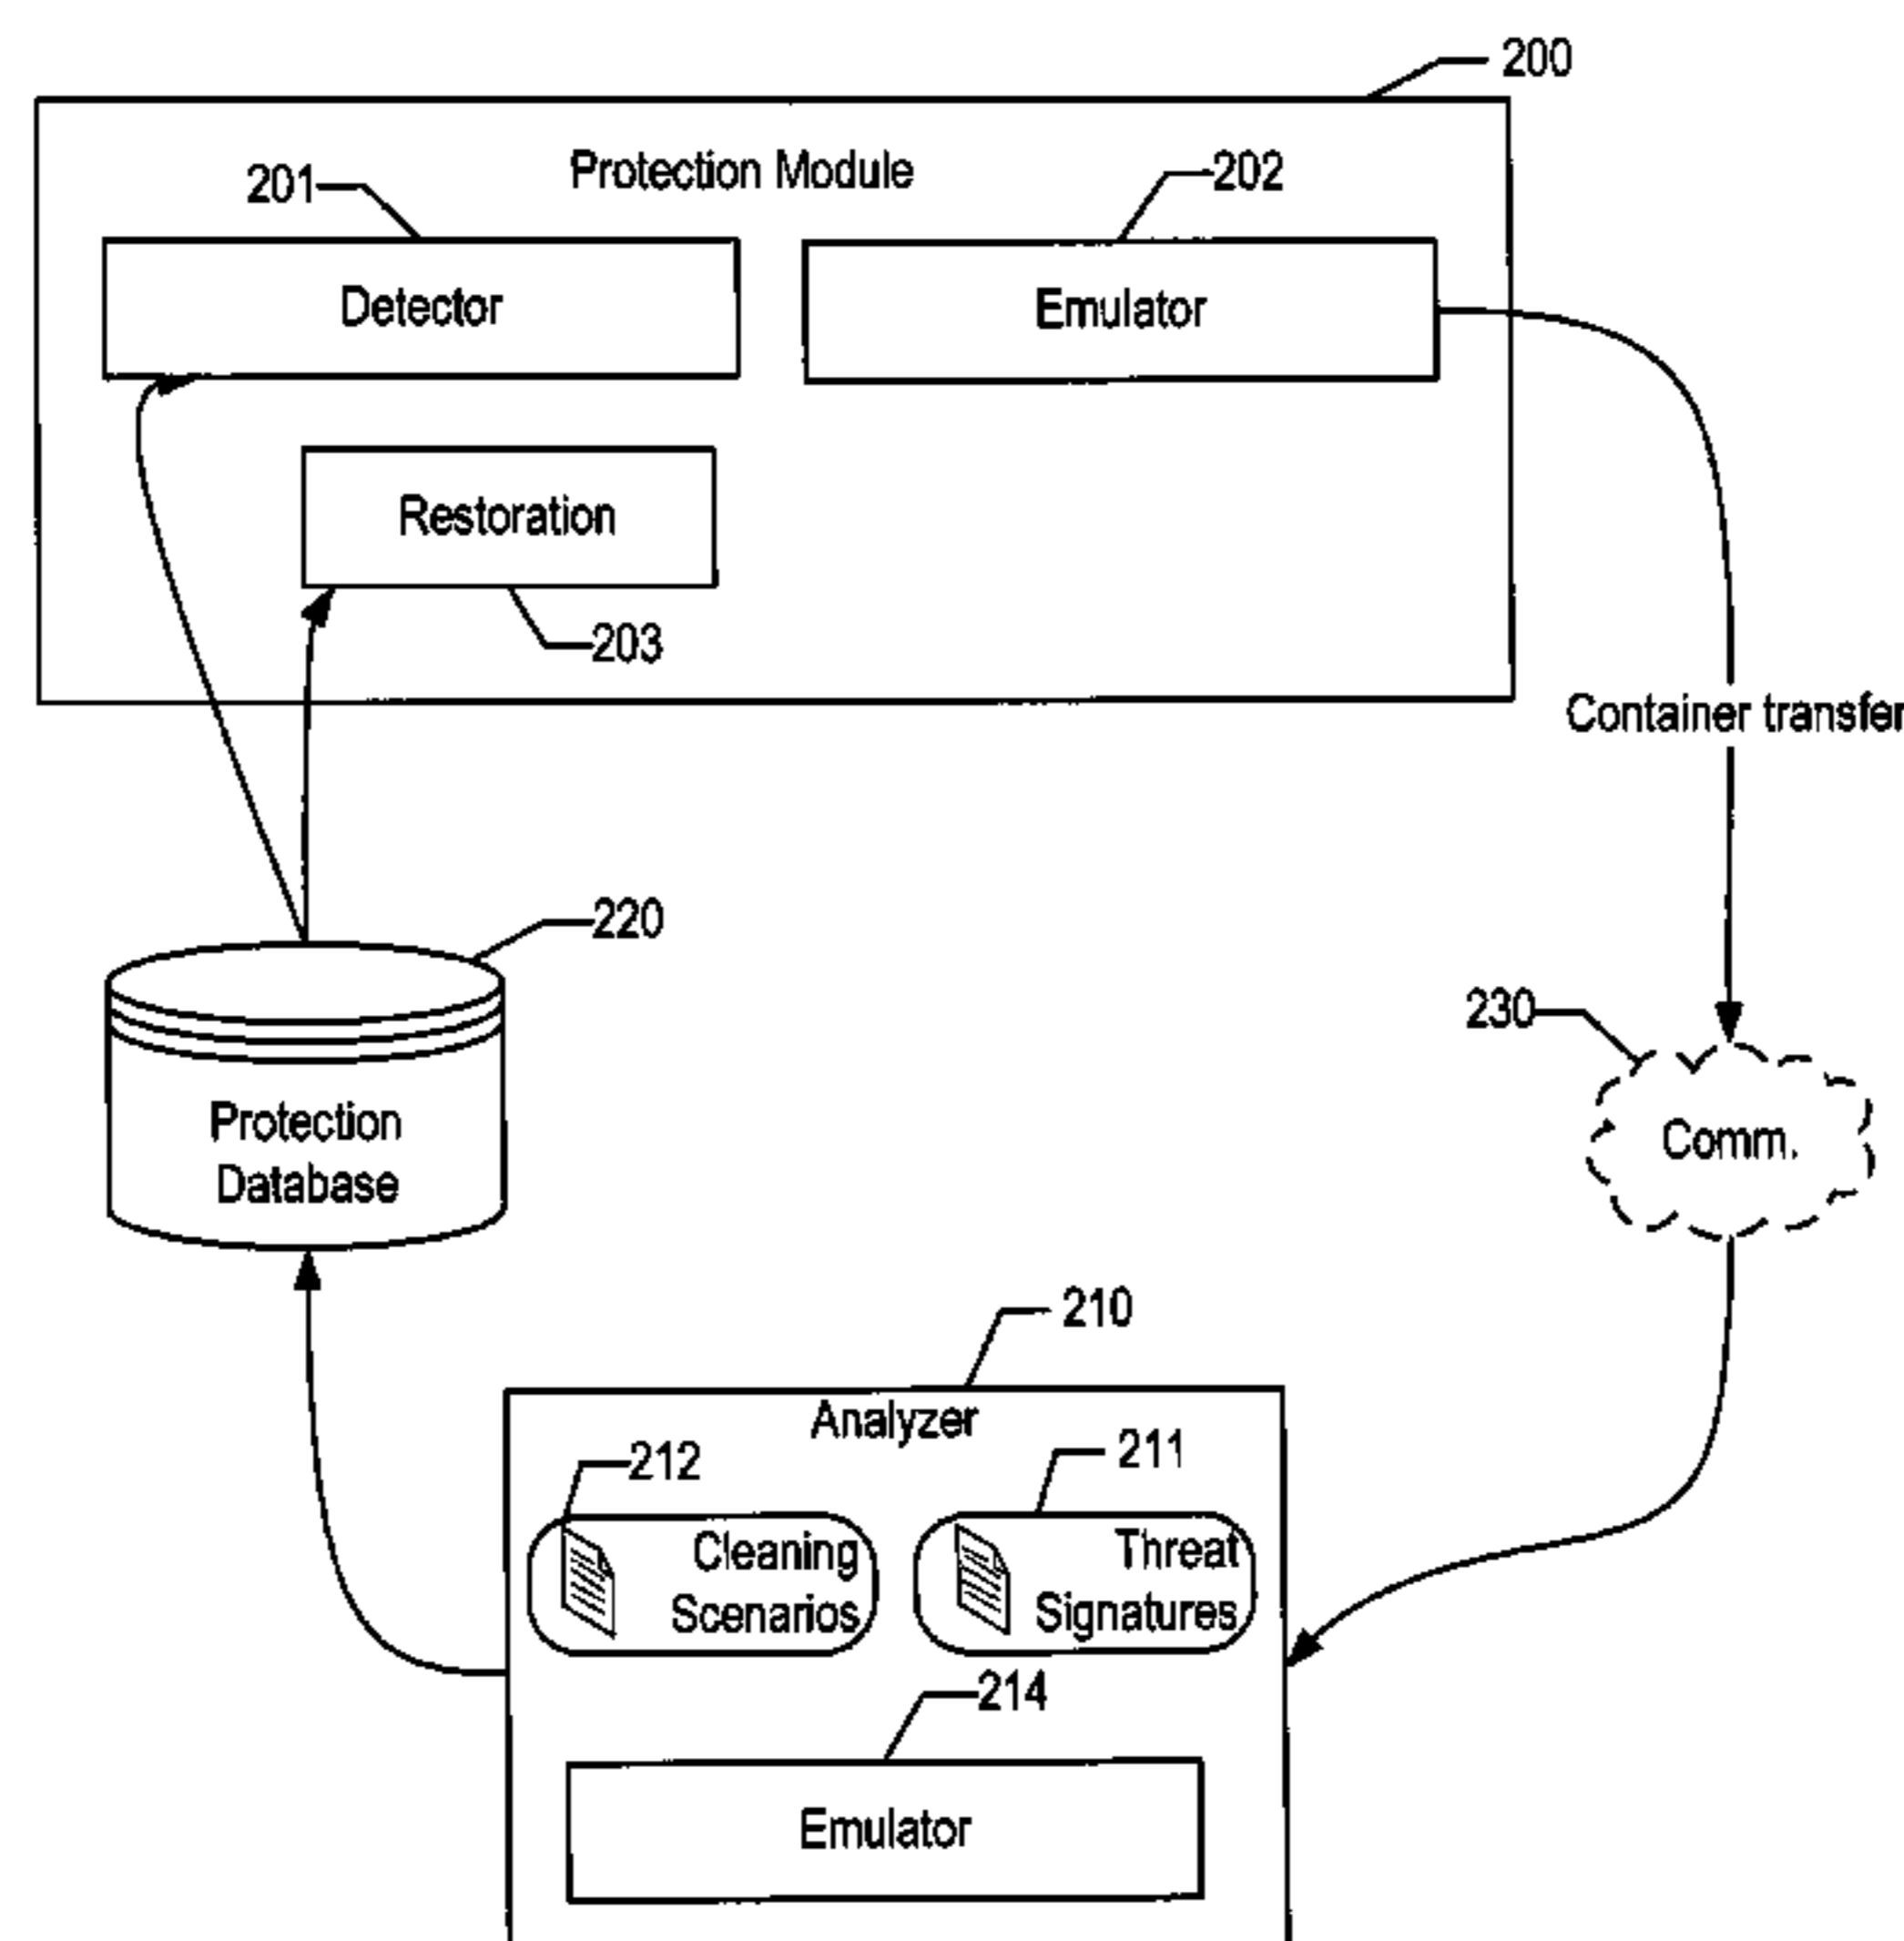 200
Protection Module
201
202
Detector
Emulator
Restoration
203
Container transfer
220
230
Comm.
Protection
Database
210
Analyzer
212
211
Cleaning
Scenarios
Threat
Signatures
214
Emulator